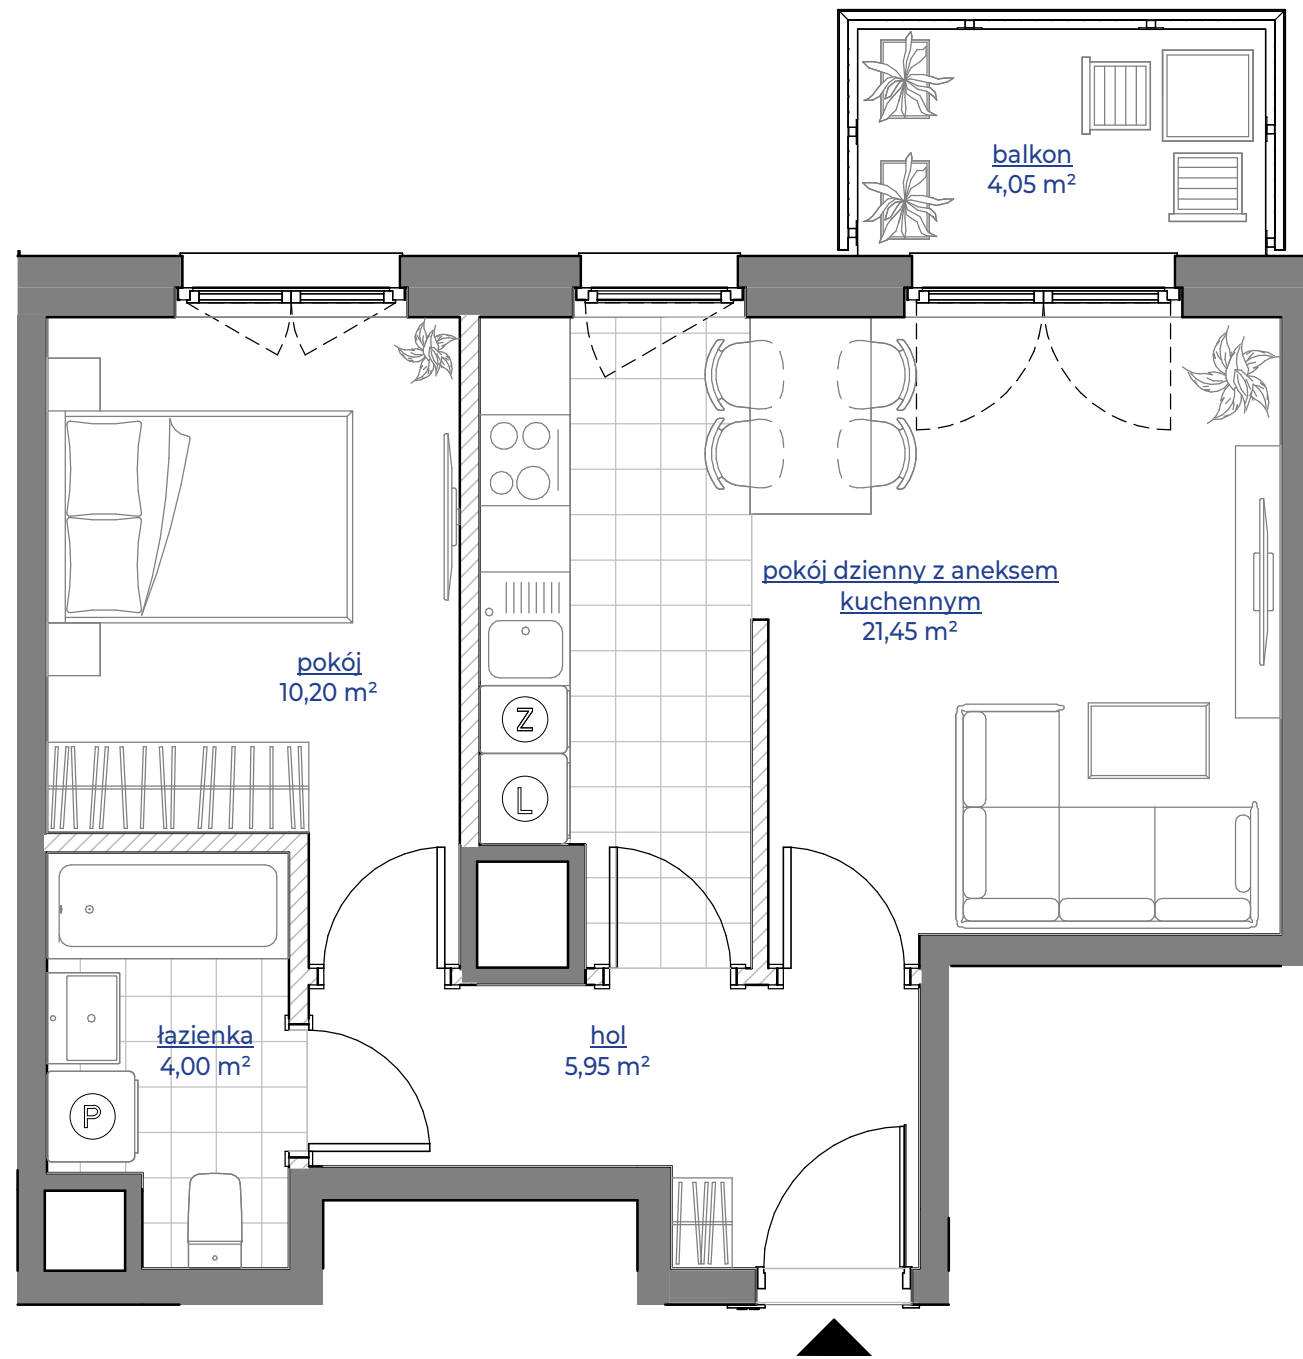 balkon
4,05 m²
pokój dzienny z aneksem
kuchennym
21,45 m²
pokój
10,20 m²
Z
L
łazienka
4,00 m²
hol
5,95 m²
P